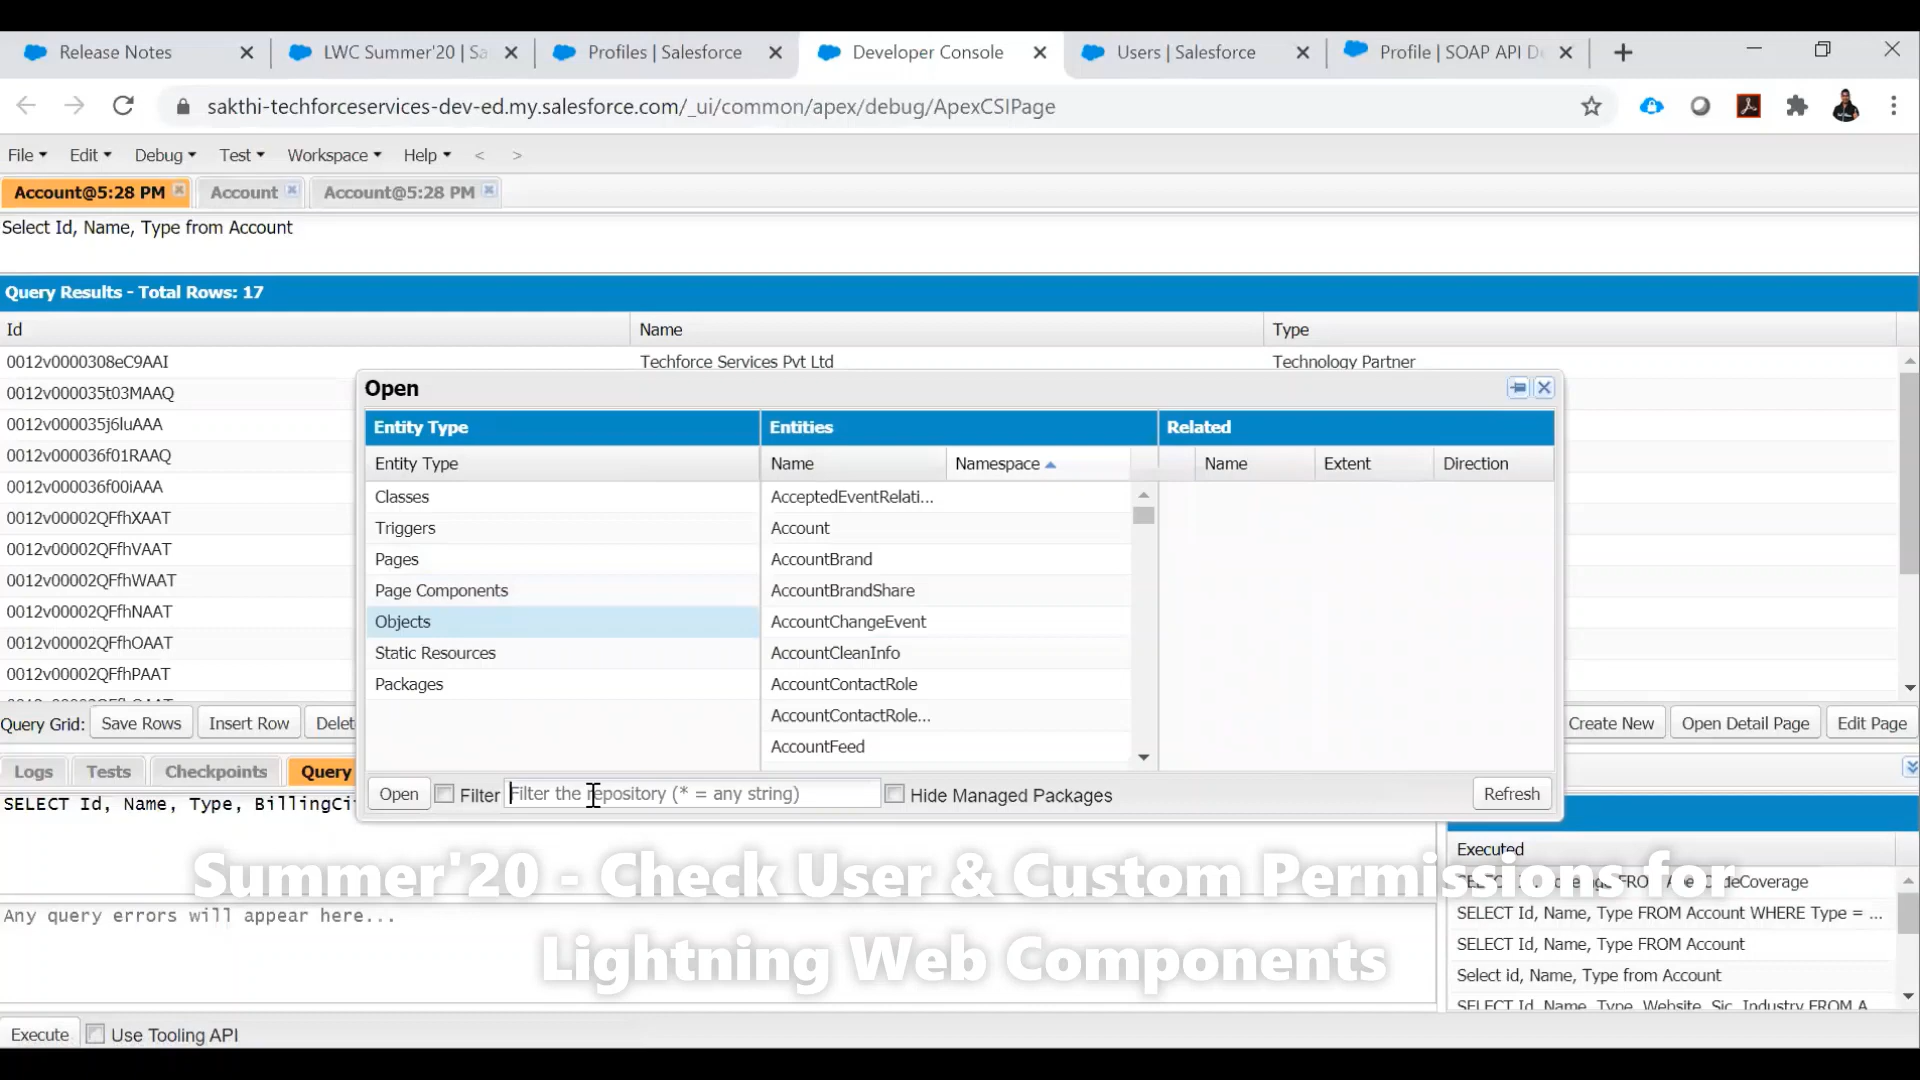 Release Notes
LWC Summer'20 | Sa
Profiles | Salesforce
Developer Console
Users | Salesforce
Profile | SOAP API De
sakthi-techforceservices-dev-ed.my.salesforce.com/_ui/common/apex/debug/ApexCSIPage
File Edit Debug Test Workspace Help < >
Account@5:28 PM Account Account@5:28 PM
Select Id, Name, Type from Account
Query Results - Total Rows: 17
Id Name Type
0012v0000308eC9AAI Techforce Services Pvt Ltd Technology Partner
0012v000035t03MAAQ
0012v000035j6luAAA
0012v000036f01RAAQ
0012v000036f00iAAA
0012v00002QFfhXAAT
0012v00002QFfhVAAT
0012v00002QFfhWAAT
0012v00002QFfhNAAT
0012v00002QFfhOAAT
0012v00002QFfhPAAT
Open
Entity Type Entities Related
Entity Type Name Namespace Name Extent Direction
Classes AcceptedEventRelati...
Triggers Account
Pages AccountBrand
Page Components AccountBrandShare
Objects AccountChangeEvent
Static Resources AccountCleanInfo
Packages AccountContactRole
AccountContactRole...
AccountFeed
Open Filter Filter the repository (* = any string) Hide Managed Packages Refresh
Query Grid: Save Rows Insert Row Delet Create New Open Detail Page Edit Page
Logs Tests Checkpoints Query
SELECT Id, Name, Type, BillingCi
Any query errors will appear here...
Executed
FROM CodeCoverage
SELECT Id, Name, Type FROM Account WHERE Type = ...
SELECT Id, Name, Type FROM Account
Select id, Name, Type from Account
SELECT Id, Name, Type, Website, Sic, Industry FROM A
Summer'20 - Check User & Custom Permissions for
Lightning Web Components
Execute Use Tooling API